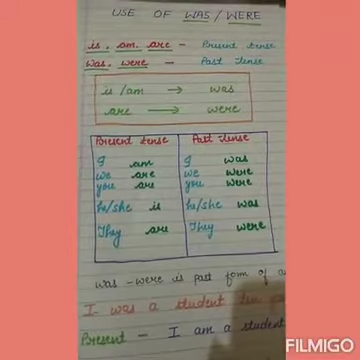 USE OF WAS/WERE
is, am, are - Present tense
Was, were - Past tense
is/am → was
are → were
Present tense Past tense
I am I was
we are we were
you are you were
he/she is he/she was
They are They were
was - were is past form of
I was a student ten
Present - I am a student
FILMIGO